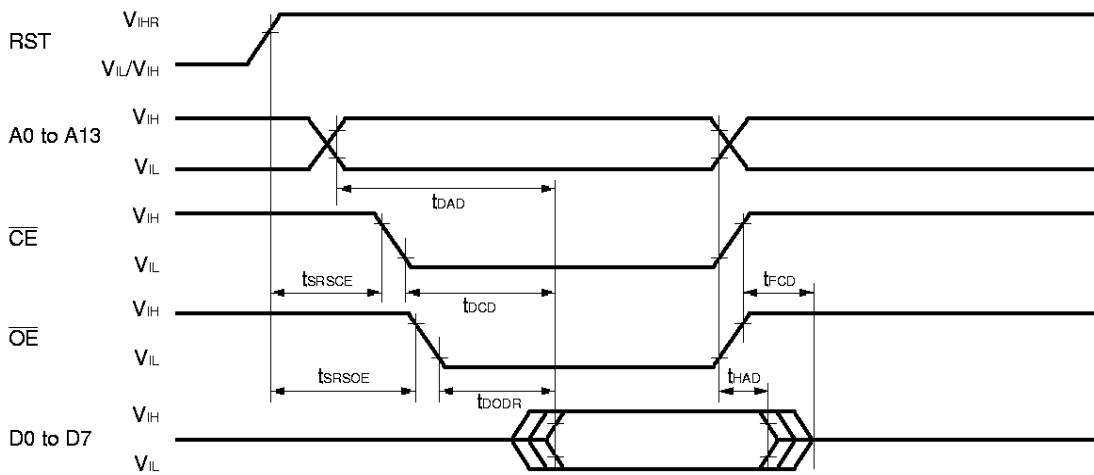 RST
VIHR
VIL/VIH
A0 to A13
VIH
VIL
tDAD
CE
VIH
VIL
tSRSCE
tDCD
tFCD
OE
VIH
VIL
tSRSOE
tDODR
tHAD
D0 to D7
VIH
VIL